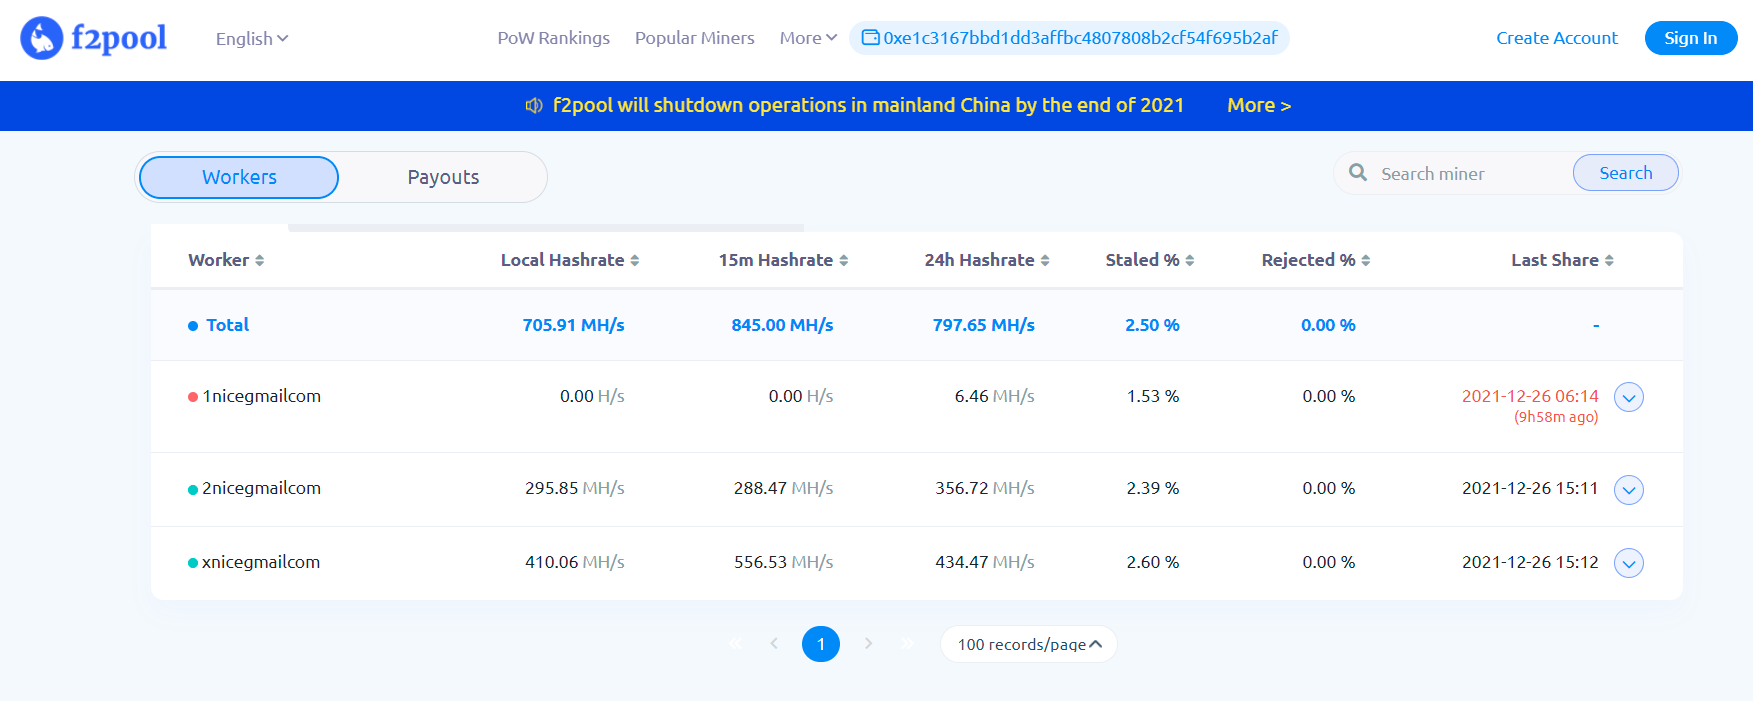 f2pool English PoW Rankings Popular Miners More 0xe1c3167bbd1dd3affbc4807808b2cf54f695b2af Create Account Sign In
f2pool will shutdown operations in mainland China by the end of 2021 More >
Workers Payouts Search miner Search
Worker Local Hashrate 15m Hashrate 24h Hashrate Staled % Rejected % Last Share
Total 705.91 MH/s 845.00 MH/s 797.65 MH/s 2.50 % 0.00 % -
1nicegmailcom 0.00 H/s 0.00 H/s 6.46 MH/s 1.53 % 0.00 % 2021-12-26 06:14
(9h58m ago)
2nicegmailcom 295.85 MH/s 288.47 MH/s 356.72 MH/s 2.39 % 0.00 % 2021-12-26 15:11
xnicegmailcom 410.06 MH/s 556.53 MH/s 434.47 MH/s 2.60 % 0.00 % 2021-12-26 15:12
« < 1 > » 100 records/page